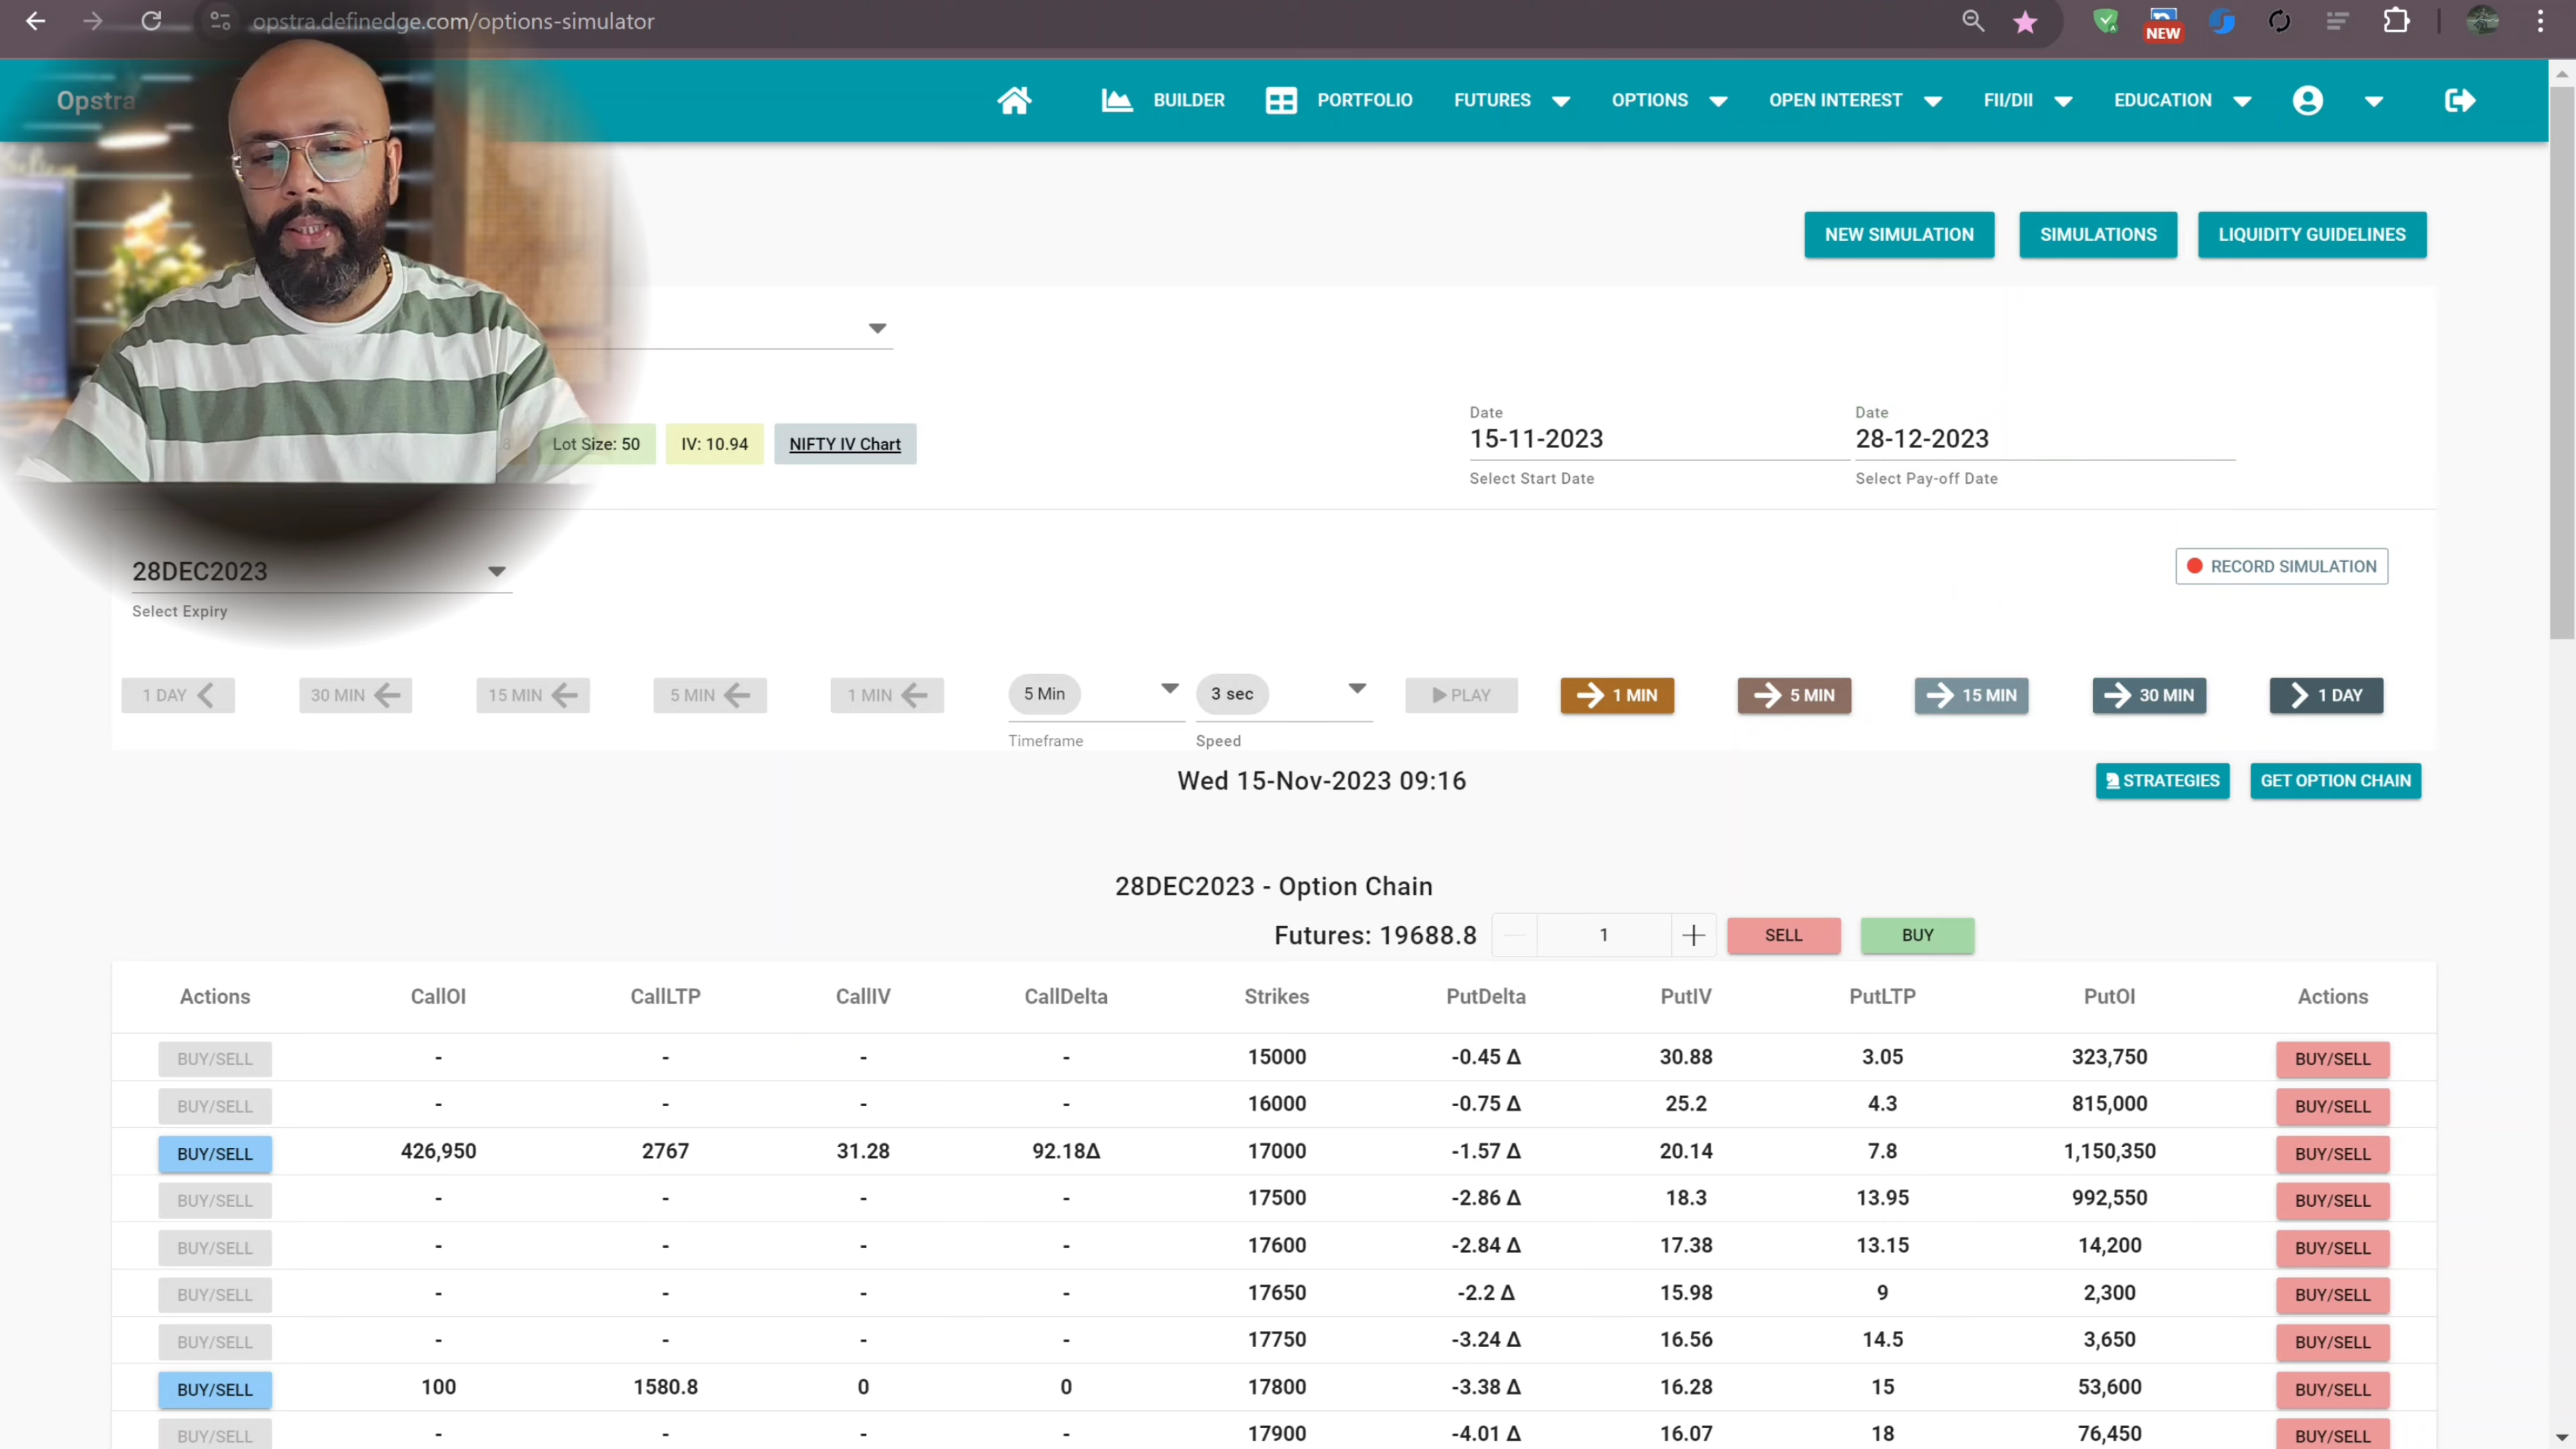 opstra.definedge.com/options-simulator
NEW
Opstra
BUILDER PORTFOLIO FUTURES OPTIONS OPEN INTEREST FII/DII EDUCATION
NEW SIMULATION SIMULATIONS LIQUIDITY GUIDELINES
Lot Size: 50 IV: 10.94 NIFTY IV Chart
Date Date
15-11-2023 28-12-2023
Select Start Date Select Pay-off Date
28DEC2023
RECORD SIMULATION
Select Expiry
1 DAY 30 MIN 15 MIN 5 MIN 1 MIN 5 Min 3 sec PLAY 1 MIN 5 MIN 15 MIN 30 MIN 1 DAY
Timeframe Speed
Wed 15-Nov-2023 09:16 STRATEGIES GET OPTION CHAIN
28DEC2023 - Option Chain
Futures: 19688.8 1 SELL BUY
Actions CallOI CallLTP CallIV CallDelta Strikes PutDelta PutIV PutLTP PutOI Actions
BUY/SELL - - - - 15000 -0.45 Δ 30.88 3.05 323,750 BUY/SELL
BUY/SELL - - - - 16000 -0.75 Δ 25.2 4.3 815,000 BUY/SELL
BUY/SELL 426,950 2767 31.28 92.18Δ 17000 -1.57 Δ 20.14 7.8 1,150,350 BUY/SELL
BUY/SELL - - - - 17500 -2.86 Δ 18.3 13.95 992,550 BUY/SELL
BUY/SELL - - - - 17600 -2.84 Δ 17.38 13.15 14,200 BUY/SELL
BUY/SELL - - - - 17650 -2.2 Δ 15.98 9 2,300 BUY/SELL
BUY/SELL - - - - 17750 -3.24 Δ 16.56 14.5 3,650 BUY/SELL
BUY/SELL 100 1580.8 0 0 17800 -3.38 Δ 16.28 15 53,600 BUY/SELL
BUY/SELL - - - - 17900 -4.01 Δ 16.07 18 76,450 BUY/SELL